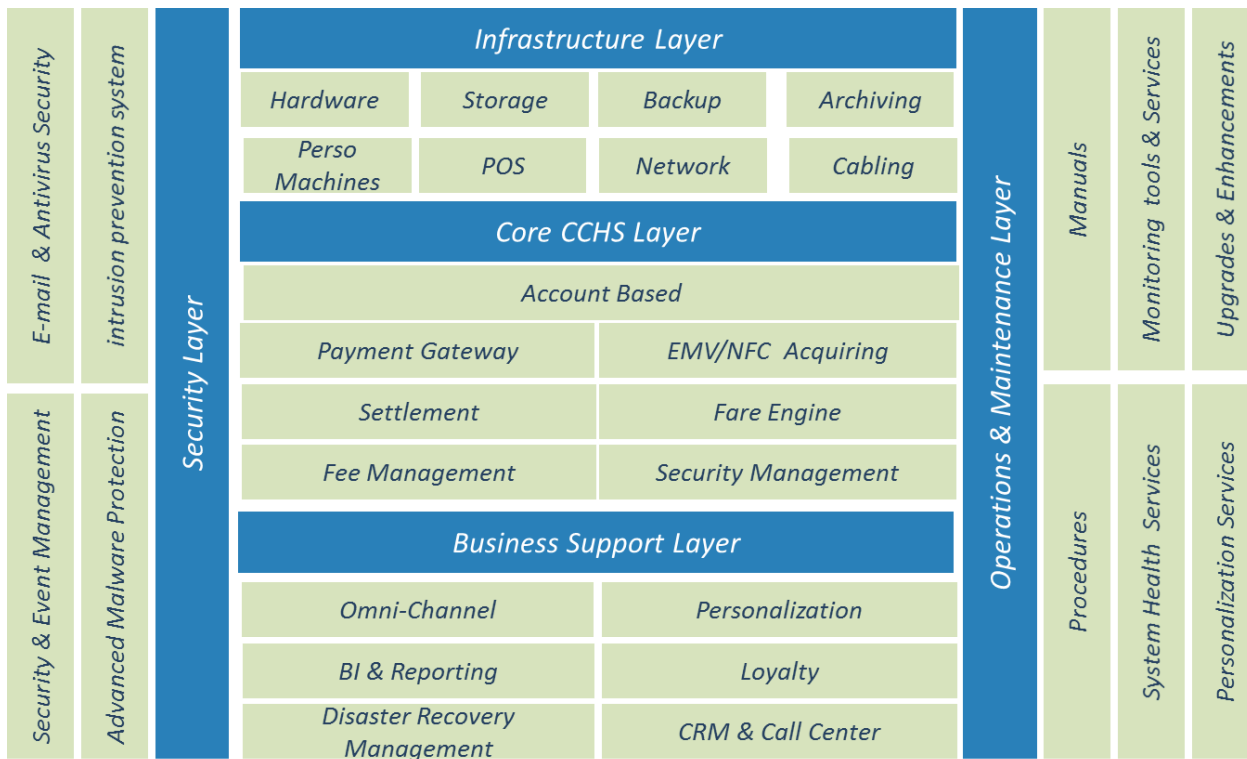 E-mail & Antivirus Security
intrusion prevention system
Security & Event Management
Advanced Malware Protection
Security Layer
Infrastructure Layer
Hardware
Storage
Backup
Archiving
Perso
Machines
POS
Network
Cabling
Core CCHS Layer
Account Based
Payment Gateway
EMV/NFC Acquiring
Settlement
Fare Engine
Fee Management
Security Management
Business Support Layer
Omni-Channel
Personalization
BI & Reporting
Loyalty
Disaster Recovery
Management
CRM & Call Center
Operations & Maintenance Layer
Manuals
Monitoring tools & Services
Upgrades & Enhancements
Procedures
System Health Services
Personalization Services